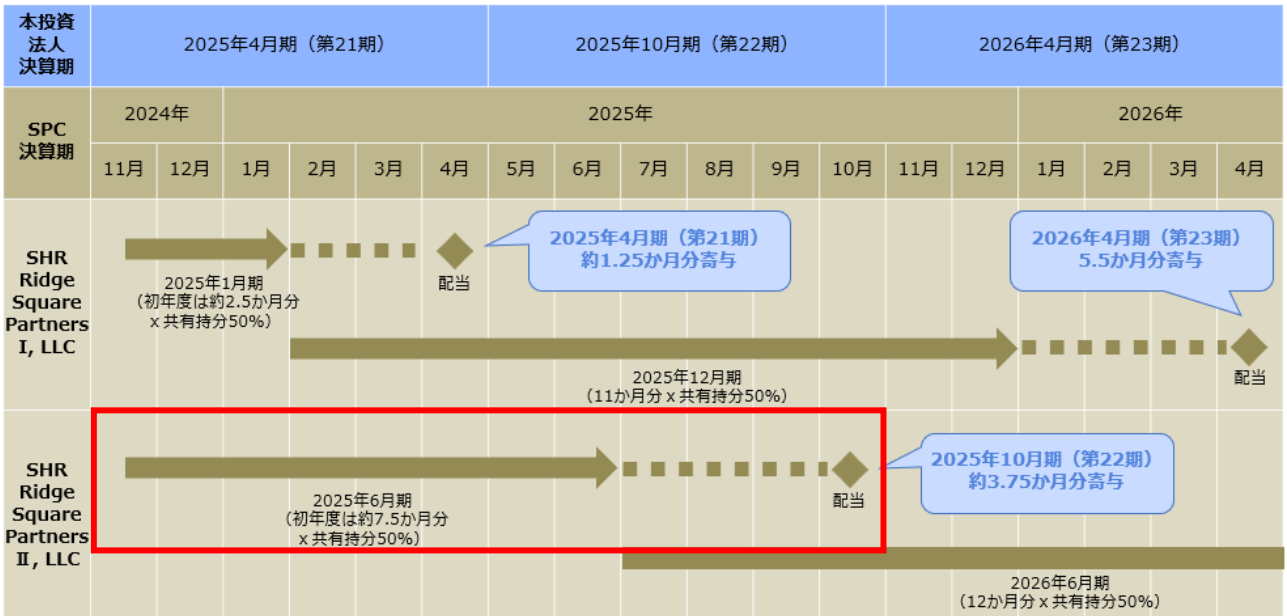 本投資
法人
決算期
2025年4月期（第21期）
2025年10月期（第22期）
2026年4月期（第23期）
SPC
決算期
2024年
2025年
2026年
11月
12月
1月
2月
3月
4月
5月
6月
7月
8月
9月
10月
11月
12月
1月
2月
3月
4月
SHR
Ridge
Square
Partners
I, LLC
2025年1月期
（初年度は約2.5か月分
x 共有持分50%）
配当
2025年4月期（第21期）
約1.25か月分寄与
2026年4月期（第23期）
5.5か月分寄与
2025年12月期
（11か月分 x 共有持分50%）
配当
SHR
Ridge
Square
Partners
Ⅱ, LLC
2025年6月期
（初年度は約7.5か月分
x 共有持分50%）
配当
2025年10月期（第22期）
約3.75か月分寄与
2026年6月期
（12か月分 x 共有持分50%）